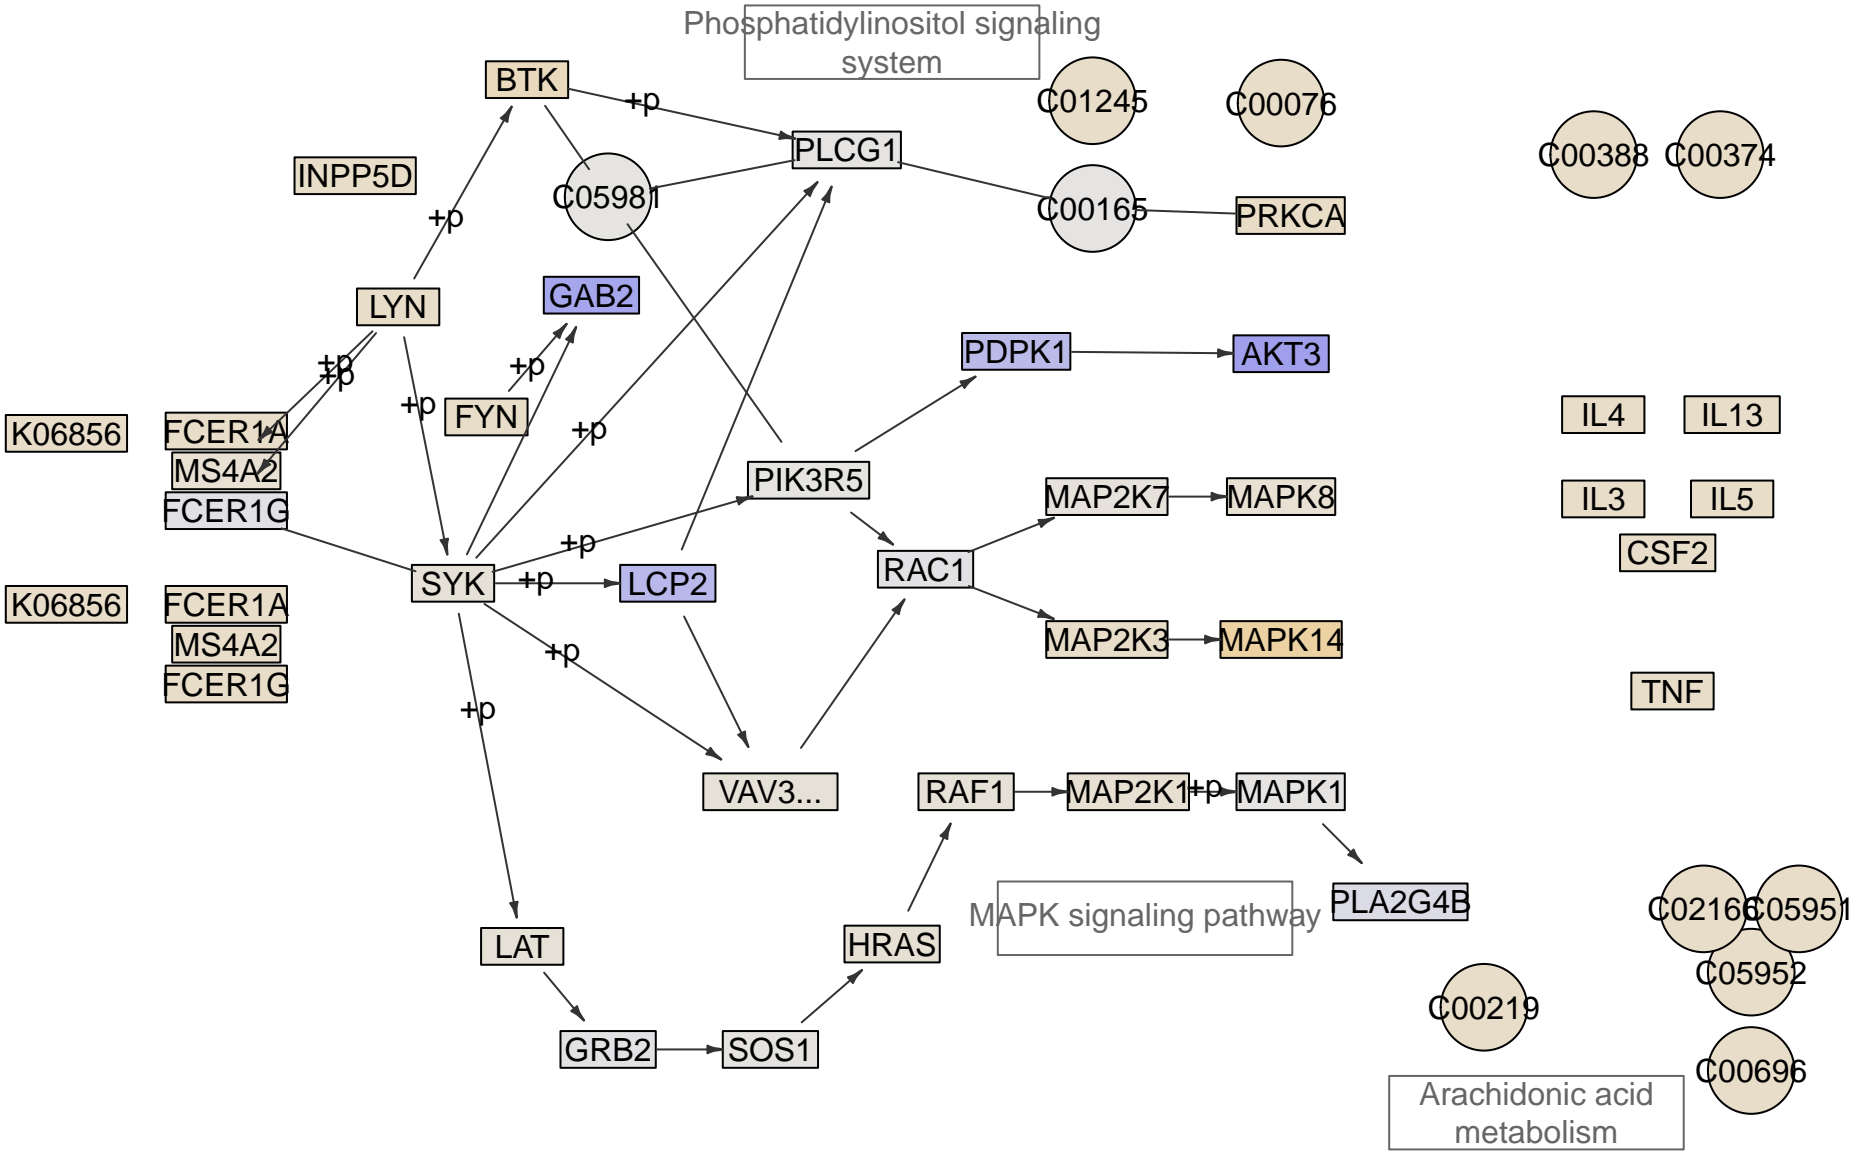 Phosphatidylinositol signaling
system
BTK
+p
C01245
C00076
PLCG1
C00388
C00374
INPP5D
C05981
+p
C00165
PRKCA
LYN
GAB2
+p
+p
+p
PDPK1
AKT3
+p
FYN
+p
K06856
FCER1A
MS4A2
FCER1G
IL4
IL13
PIK3R5
MAP2K7
MAPK8
IL3
IL5
+p
CSF2
SYK
+p
LCP2
RAC1
K06856
FCER1A
MS4A2
FCER1G
+p
MAP2K3
MAPK14
TNF
+p
VAV3...
RAF1
MAP2K1
+p
MAPK1
LAT
HRAS
MAPK signaling pathway
PLA2G4B
C02166
C05951
C05952
C00219
GRB2
SOS1
C00696
Arachidonic acid
metabolism